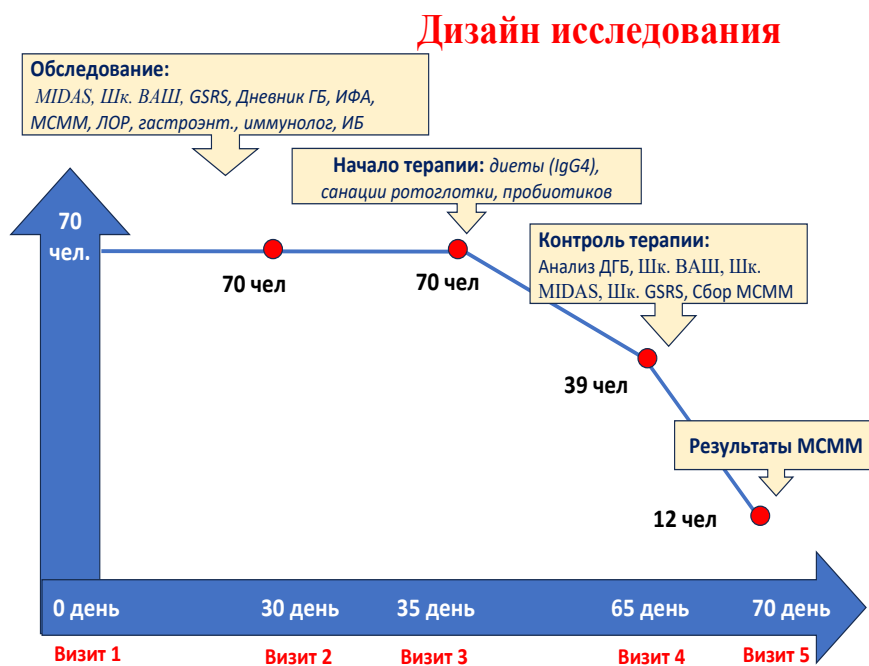 Дизайн исследования
Обследование:
MIDAS, Шк. ВАШ, GSRS, Дневник ГБ, ИФА,
МСММ, ЛОР, гастроэнт., иммунолог, ИБ
Начало терапии: диеты (IgG4),
санации ротоглотки, пробиотиков
70
чел.
Контроль терапии:
Анализ ДГБ, Шк. ВАШ, Шк.
MIDAS, Шк. GSRS, Сбор МСММ
70 чел
70 чел
39 чел
Результаты МСММ
12 чел
0 день
30 день
35 день
65 день
70 день
Визит 1
Визит 2
Визит 3
Визит 4
Визит 5